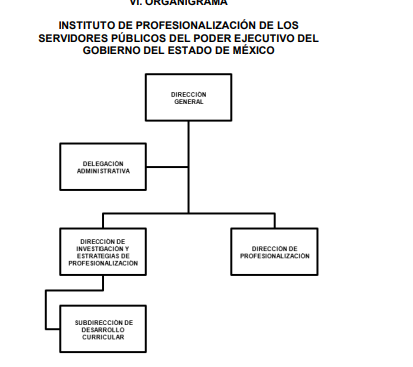 VI. ORGANIGRAMA
INSTITUTO DE PROFESIONALIZACIÓN DE LOS
SERVIDORES PÚBLICOS DEL PODER EJECUTIVO DEL
GOBIERNO DEL ESTADO DE MÉXICO
DIRECCIÓN
GENERAL
DELEGACIÓN
ADMINISTRATIVA
DIRECCIÓN DE
INVESTIGACIÓN Y
ESTRATEGIAS DE
PROFESIONALIZACIÓN
DIRECCIÓN DE
PROFESIONALIZACIÓN
SUBDIRECCIÓN DE
DESARROLLO
CURRICULAR